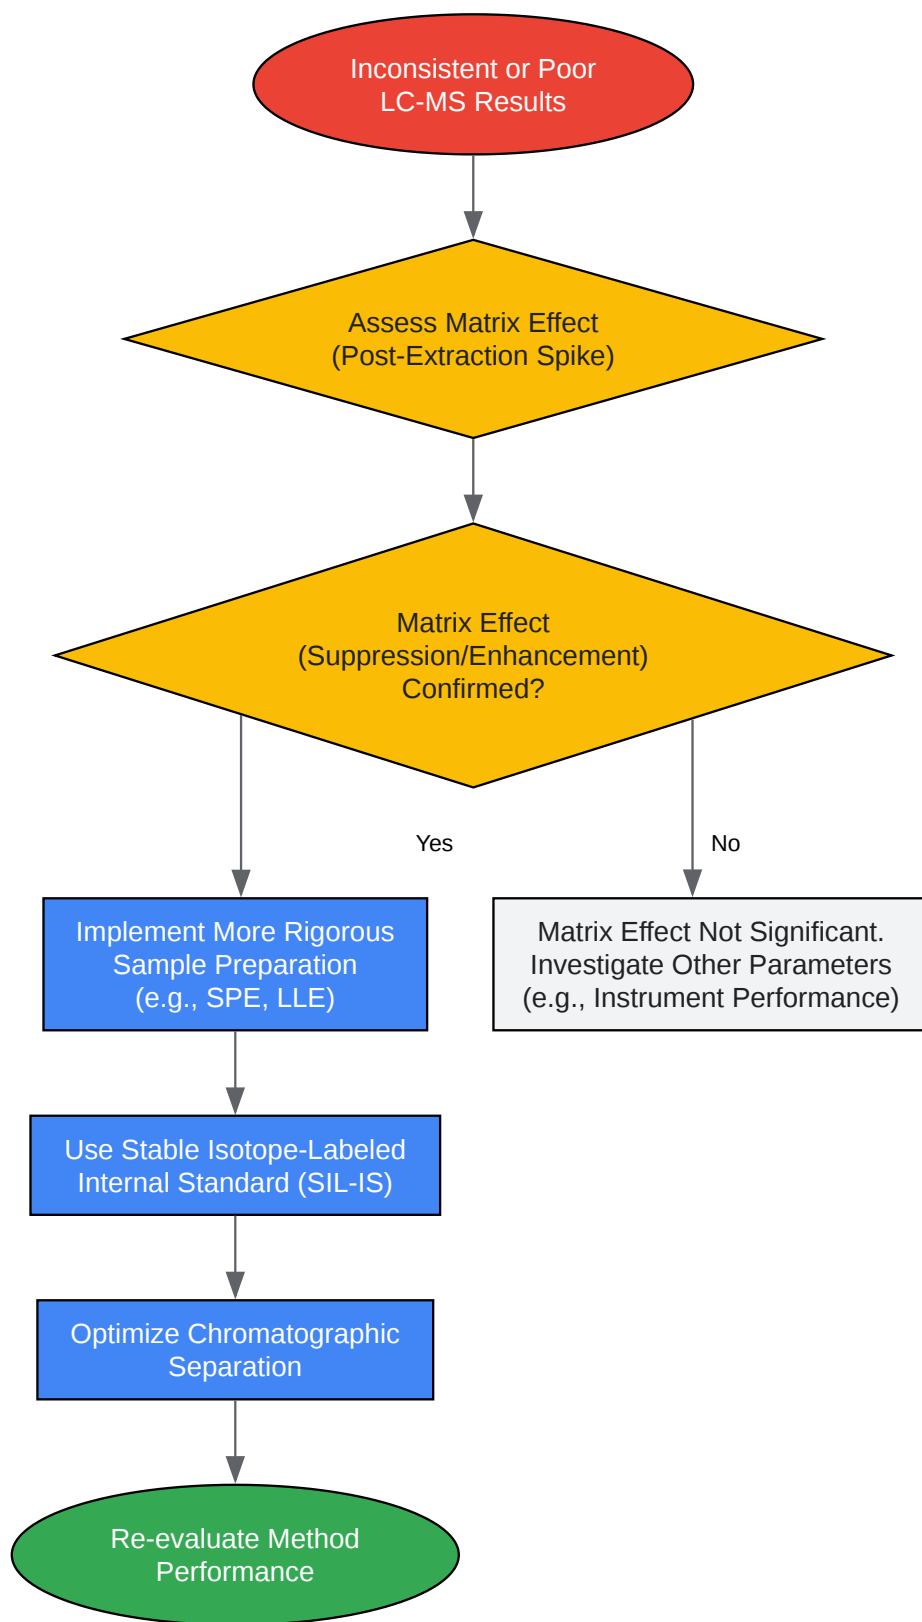 Inconsistent or Poor
LC-MS Results
Assess Matrix Effect
(Post-Extraction Spike)
Matrix Effect
(Suppression/Enhancement)
Confirmed?
Yes
No
Implement More Rigorous
Sample Preparation
(e.g., SPE, LLE)
Matrix Effect Not Significant.
Investigate Other Parameters
(e.g., Instrument Performance)
Use Stable Isotope-Labeled
Internal Standard (SIL-IS)
Optimize Chromatographic
Separation
Re-evaluate Method
Performance